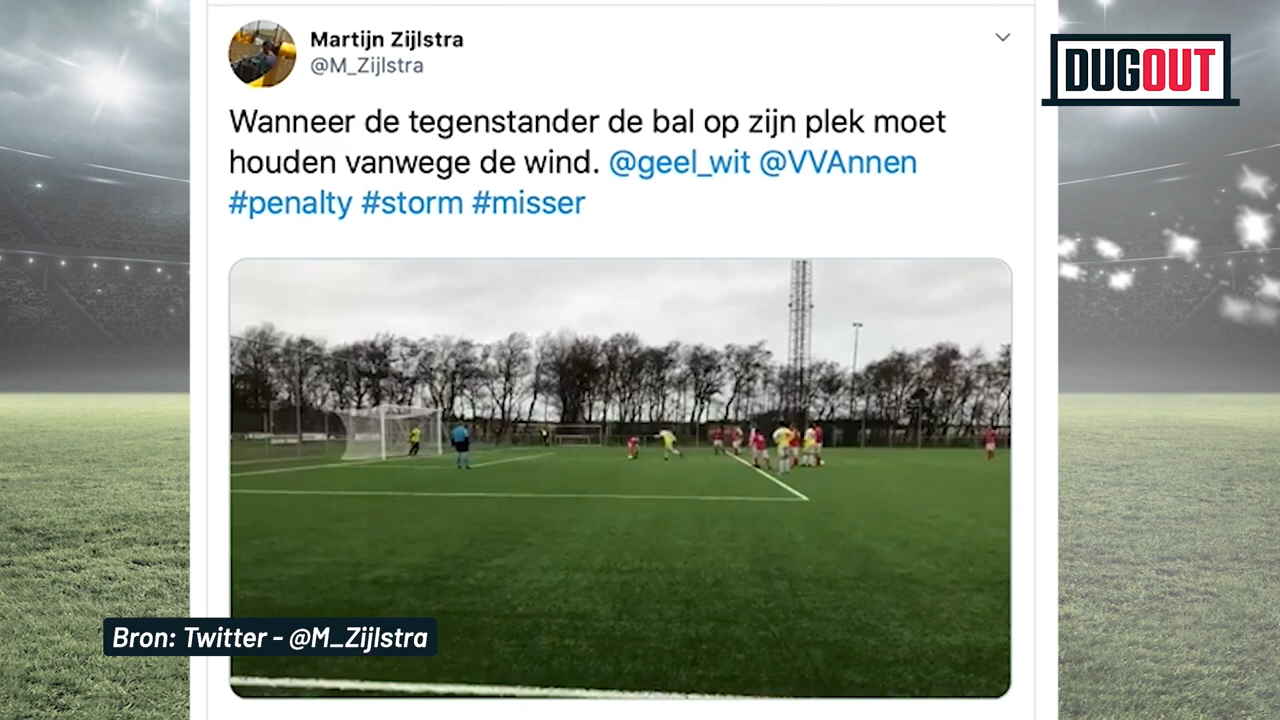 Martijn Zijlstra
@M_Zijlstra
DUGOUT
Wanneer de tegenstander de bal op zijn plek moet
houden vanwege de wind. @geel_wit @VVAnnen
#penalty #storm #misser
Bron: Twitter - @M_Zijlstra